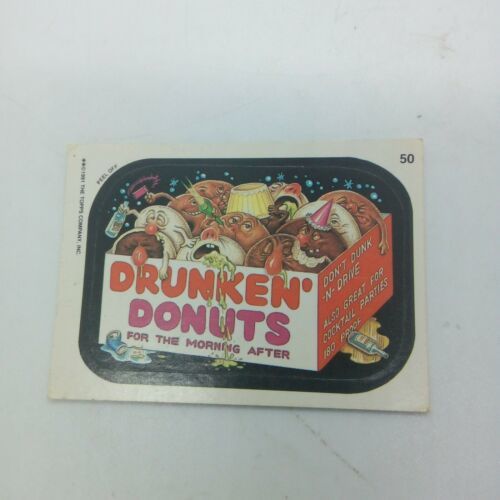 50
PEEL OFF
©1991 THE TOPPS COMPANY, INC.
DRUNKEN'
DONUTS
FOR THE MORNING AFTER
DON'T DUNK
-N' DRIVE
ALSO GREAT FOR
COCKTAIL PARTIES
180 PROOF